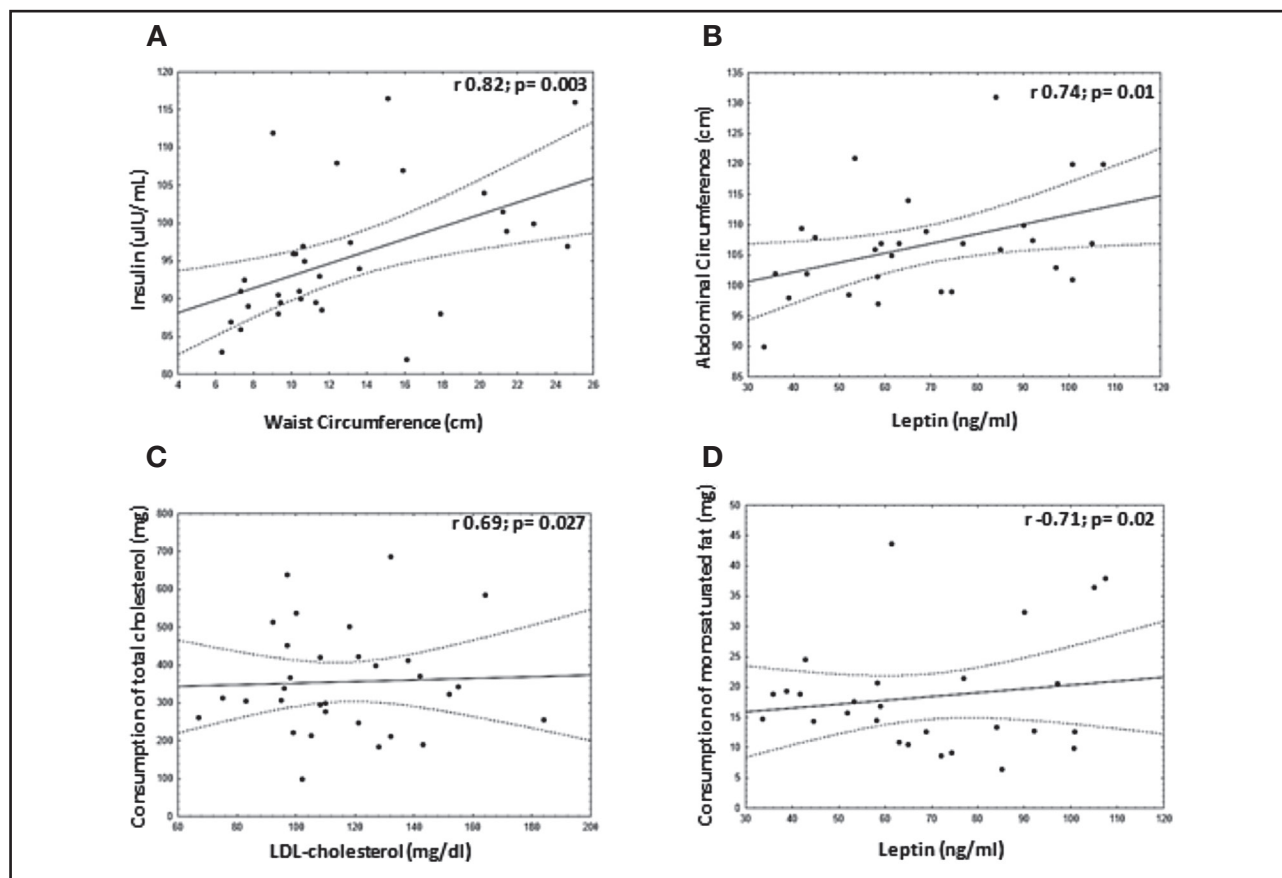 A
r 0.82; p= 0.003
Insulin (uIU/mL)
120
115
110
105
100
95
90
85
80
4 6 8 10 12 14 16 18 20 22 24 26
Waist Circumference (cm)
B
r 0.74; p= 0.01
Abdominal Circumference (cm)
135
130
125
120
115
110
105
100
95
90
85
30 40 50 60 70 80 90 100 110 120
Leptin (ng/ml)
C
r 0.69; p= 0.027
Consumption of total cholesterol (mg)
800
700
600
500
400
300
200
100
0
60 80 100 120 140 160 180 200
LDL-cholesterol (mg/dl)
D
r -0.71; p= 0.02
Consumption of monosaturated fat (mg)
50
45
40
35
30
25
20
15
10
5
0
30 40 50 60 70 80 90 100 110 120
Leptin (ng/ml)